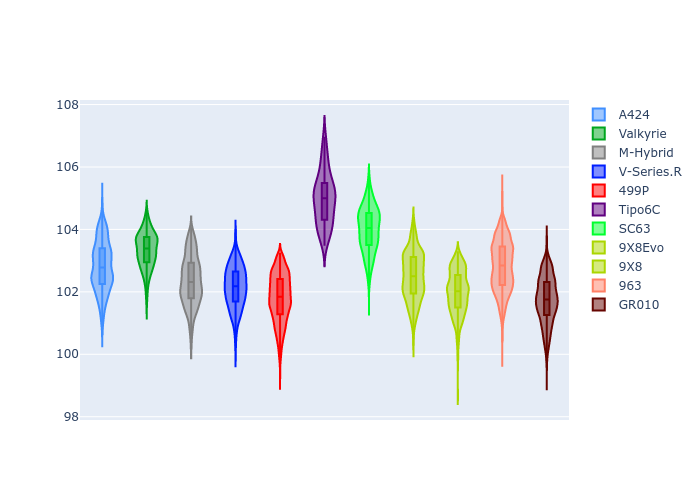 108
106
104
102
100
98
A424
Valkyrie
M-Hybrid
V-Series.R
499P
Tipo6C
SC63
9X8Evo
9X8
963
GR010